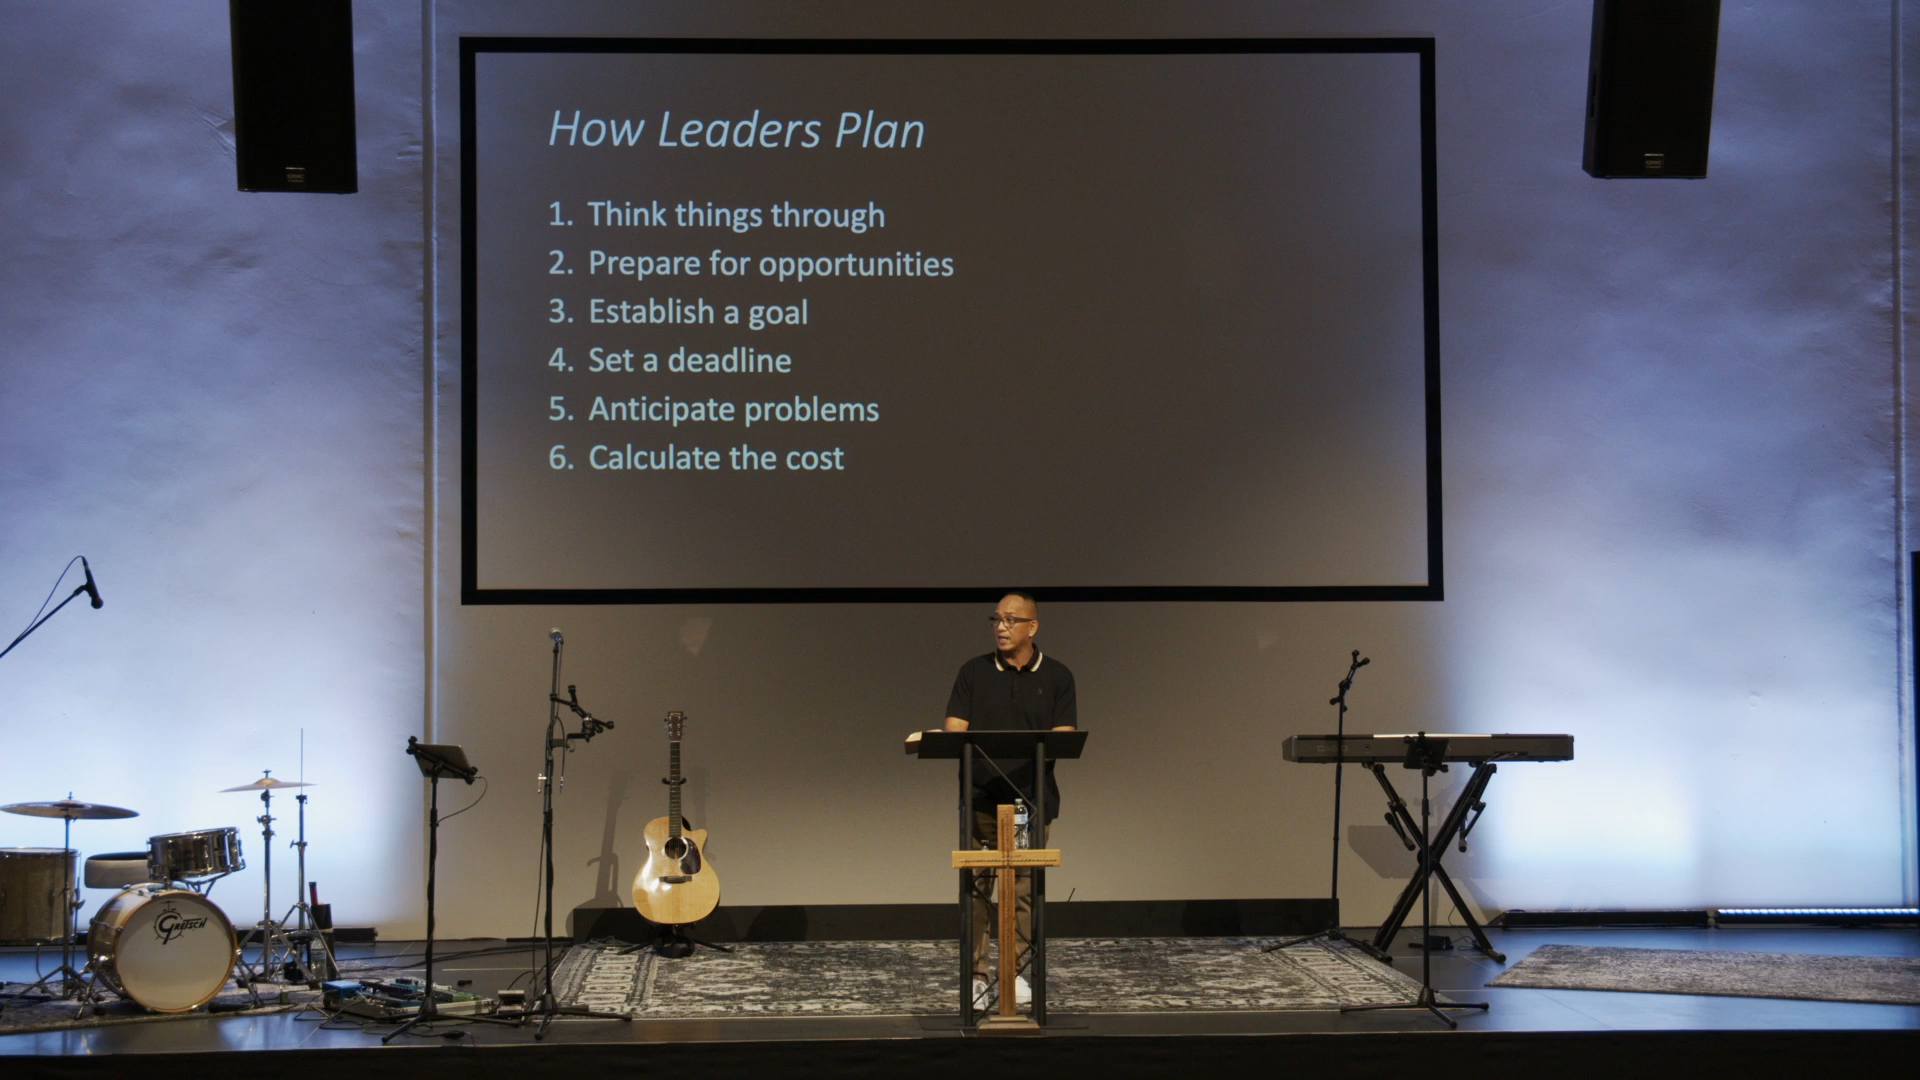 How Leaders Plan
1. Think things through
2. Prepare for opportunities
3. Establish a goal
4. Set a deadline
5. Anticipate problems
6. Calculate the cost
GRETSCH